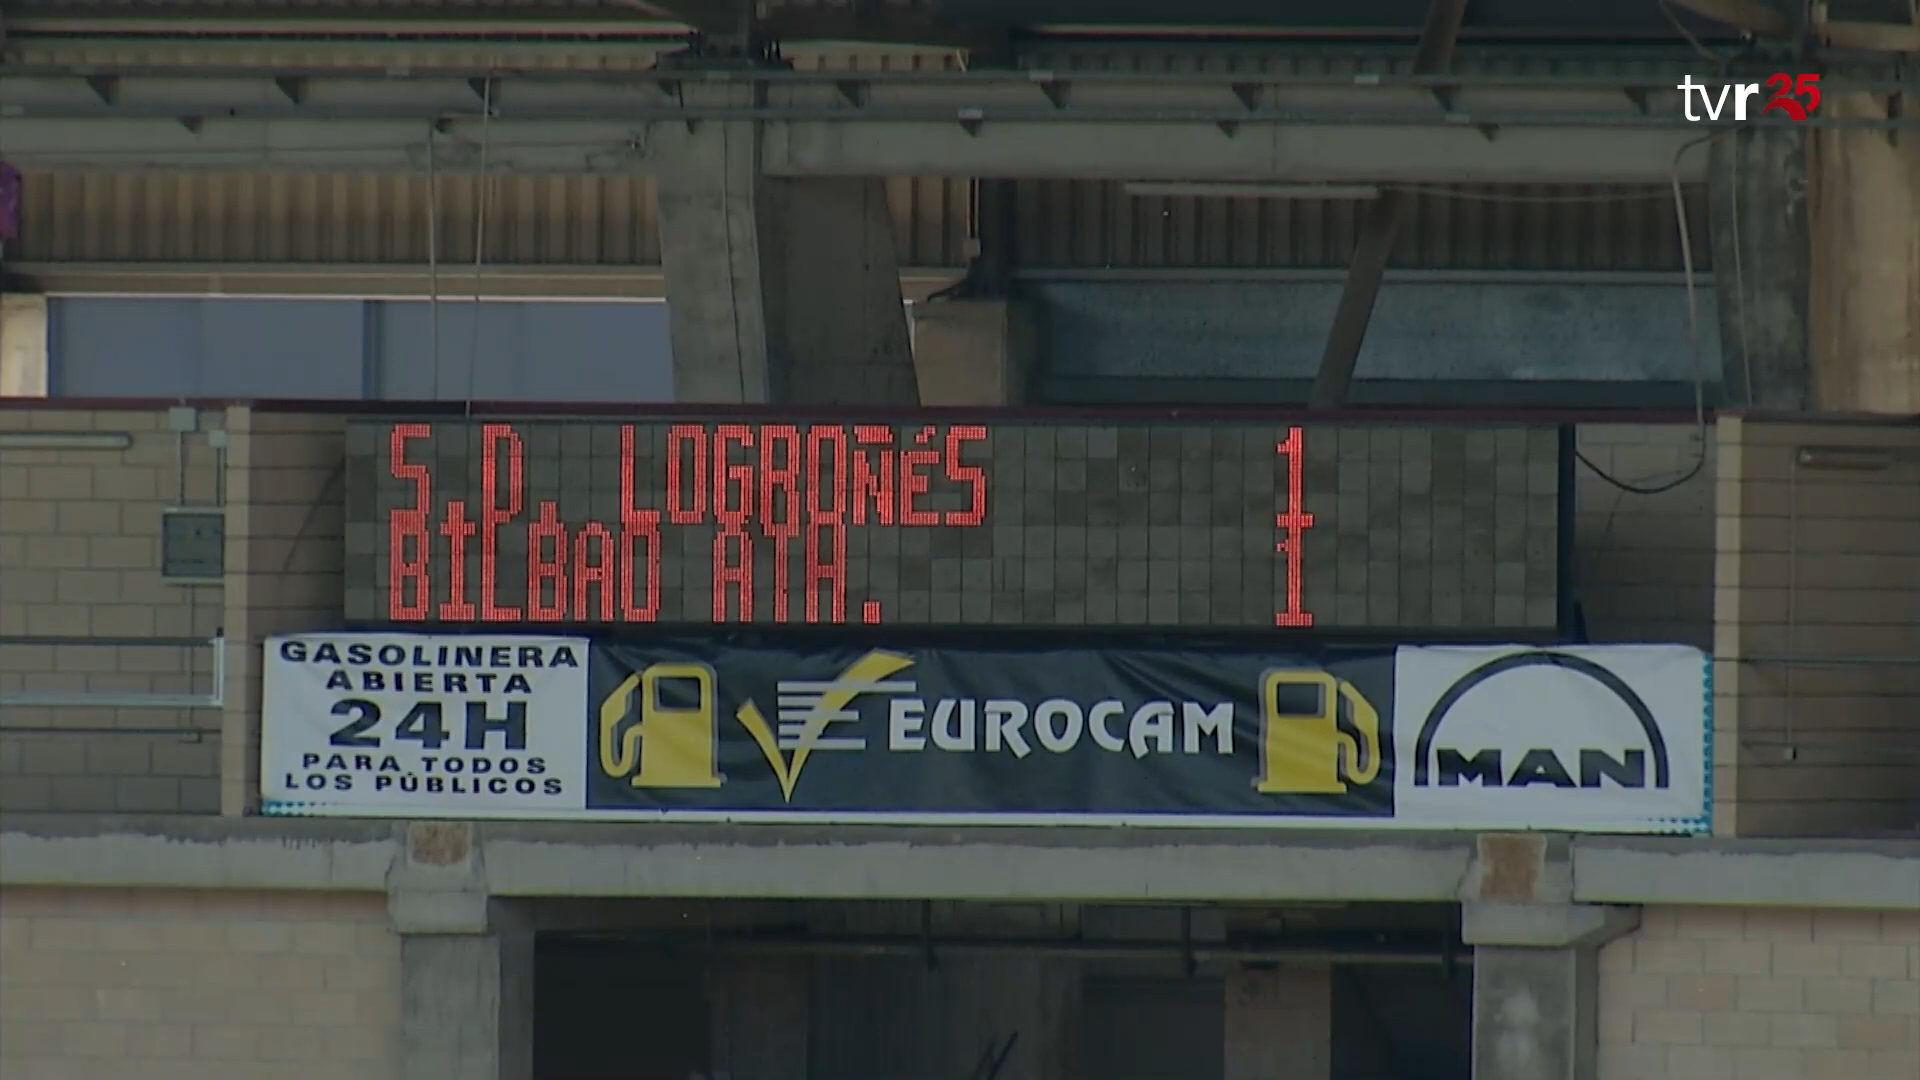 tvr25
S.D. LOGROÑÉS 1
BILBAO ATH. 1
GASOLINERA
ABIERTA
24H
PARA TODOS
LOS PÚBLICOS
EUROCAM
MAN